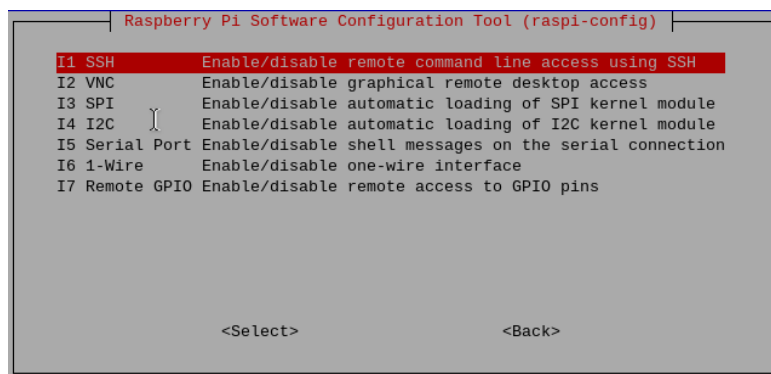 Raspberry Pi Software Configuration Tool (raspi-config)
I1 SSH Enable/disable remote command line access using SSH
I2 VNC Enable/disable graphical remote desktop access
I3 SPI Enable/disable automatic loading of SPI kernel module
I4 I2C Enable/disable automatic loading of I2C kernel module
I5 Serial Port Enable/disable shell messages on the serial connection
I6 1-Wire Enable/disable one-wire interface
I7 Remote GPIO Enable/disable remote access to GPIO pins
<Select> <Back>